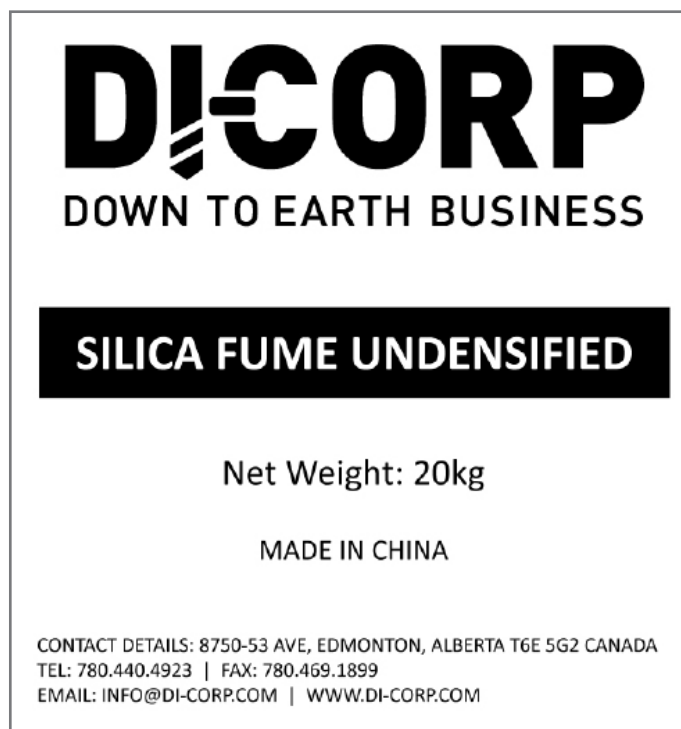 DI-CORP
DOWN TO EARTH BUSINESS
SILICA FUME UNDENSIFIED
Net Weight: 20kg
MADE IN CHINA
CONTACT DETAILS: 8750-53 AVE, EDMONTON, ALBERTA T6E 5G2 CANADA
TEL: 780.440.4923 | FAX: 780.469.1899
EMAIL: INFO@DI-CORP.COM | WWW.DI-CORP.COM